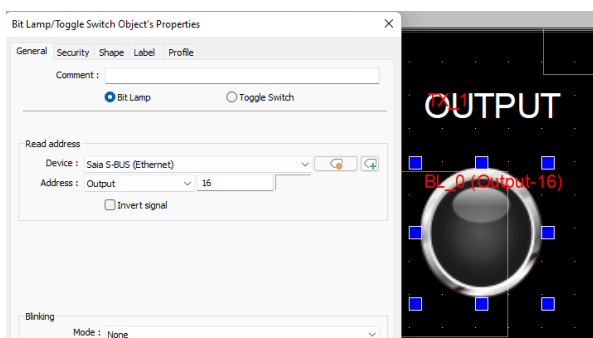 Bit Lamp/Toggle Switch Object's Properties
General Security Shape Label Profile
Comment :
Bit Lamp Toggle Switch
Read address
Device : Saia S-BUS (Ethernet)
Address : Output 16
Invert signal
Blinking
Mode : None
OUTPUT
TX_1
BL_0 (Output-16)